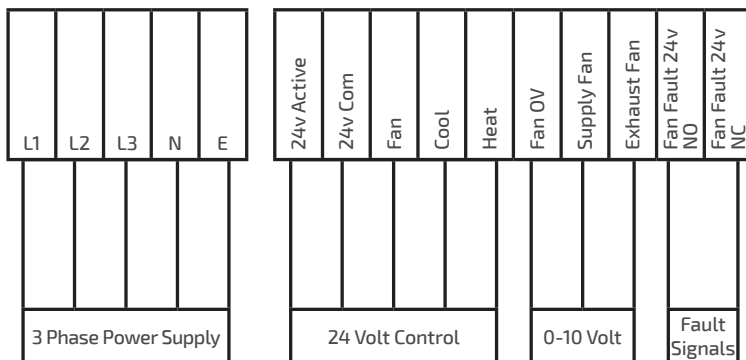 L1
L2
L3
N
E
24v Active
24v Com
Fan
Cool
Heat
Fan OV
Supply Fan
Exhaust Fan
Fan Fault 24v
NO
Fan Fault 24v
NC
3 Phase Power Supply
24 Volt Control
0-10 Volt
Fault
Signals